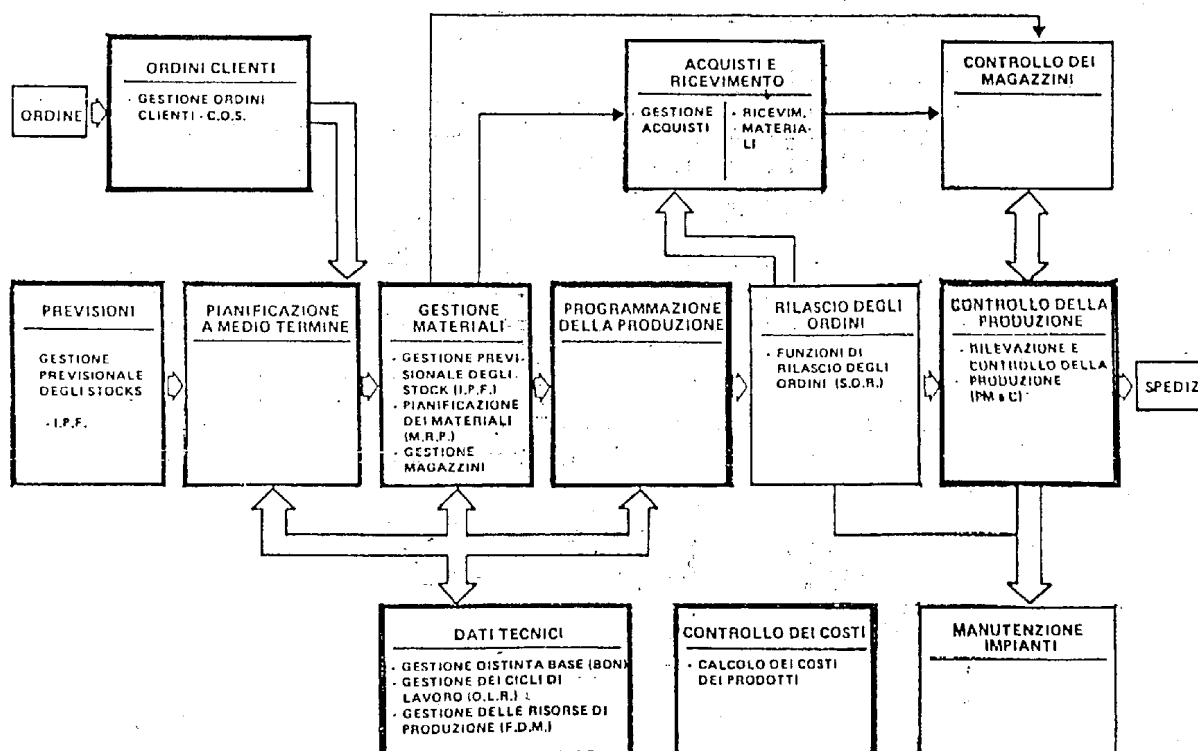 ORDINE
ORDINI CLIENTI
- GESTIONE ORDINI
CLIENTI - C.O.S.
ACQUISTI E
RICEVIMENTO
- GESTIONE
ACQUISTI
- RICEVIM.
MATERIA-
LI
CONTROLLO DEI
MAGAZZINI
PREVISIONI
GESTIONE
PREVISIONALE
DEGLI STOCKS
- I.P.F.
PIANIFICAZIONE
A MEDIO TERMINE
GESTIONE
MATERIALI
- GESTIONE PREVI-
SIONALE DEGLI
STOCK (I.P.F.)
- PIANIFICAZIONE
DEI MATERIALI
(M.R.P.)
- GESTIONE
MAGAZZINI
PROGRAMMAZIONE
DELLA PRODUZIONE
RILASCIO DEGLI
ORDINI
- FUNZIONI DI
RILASCIO DEGLI
ORDINI (S.O.R.)
CONTROLLO DELLA
PRODUZIONE
- RILEVAZIONE E
CONTROLLO DELLA
PRODUZIONE
(PM & C)
SPEDIZ
DATI TECNICI
- GESTIONE DISTINTA BASE (BDM)
- GESTIONE DEI CICLI DI
LAVORO (O.L.R.)
- GESTIONE DELLE RISORSE DI
PRODUZIONE (F.D.M.)
CONTROLLO DEI COSTI
- CALCOLO DEI COSTI
DEI PRODOTTI
MANUTENZIONE
IMPIANTI